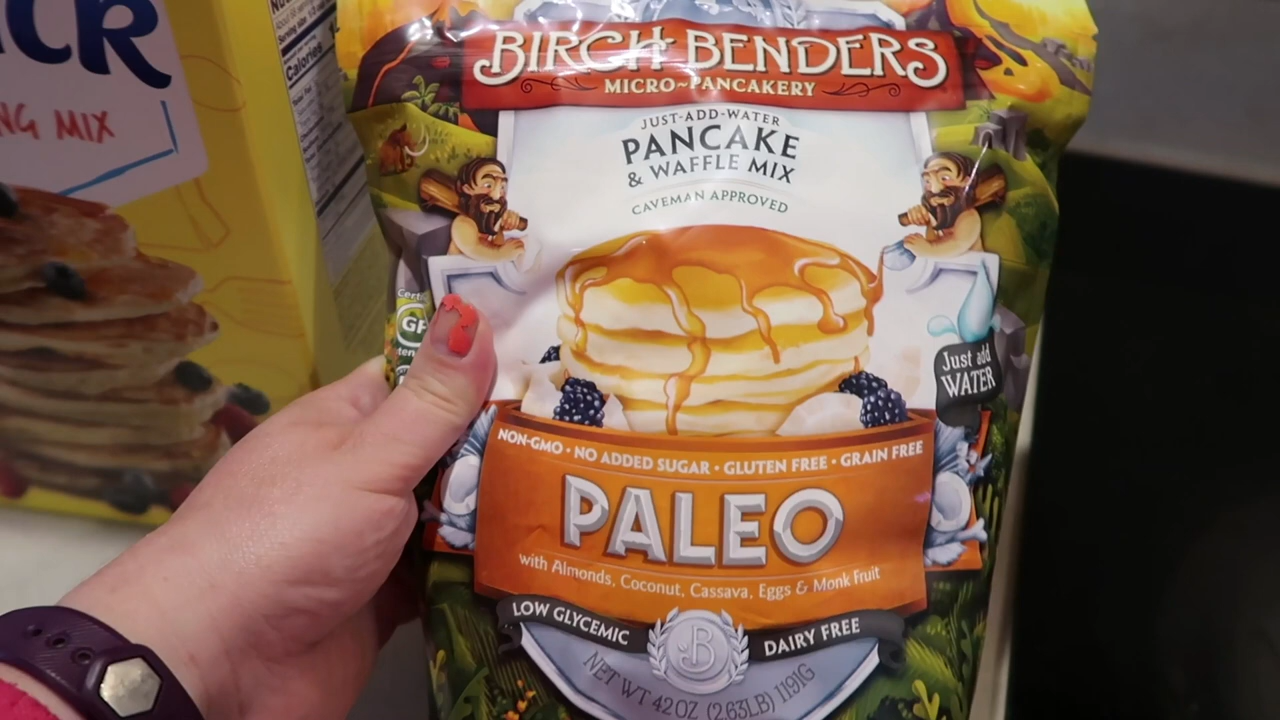 NG MIX
Calories
BIRCH BENDERS
MICRO~PANCAKERY
JUST-ADD-WATER
PANCAKE
& WAFFLE MIX
CAVEMAN APPROVED
GF
Just add
WATER
NON-GMO • NO ADDED SUGAR • GLUTEN FREE • GRAIN FREE
PALEO
with Almonds, Coconut, Cassava, Eggs & Monk Fruit
LOW GLYCEMIC
B
DAIRY FREE
NET WT 42 OZ (2.63LB) 1191G